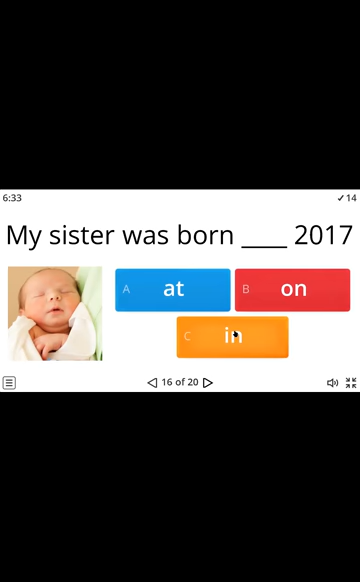 6:33
✓14
My sister was born ____ 2017
A at
B on
C in
16 of 20